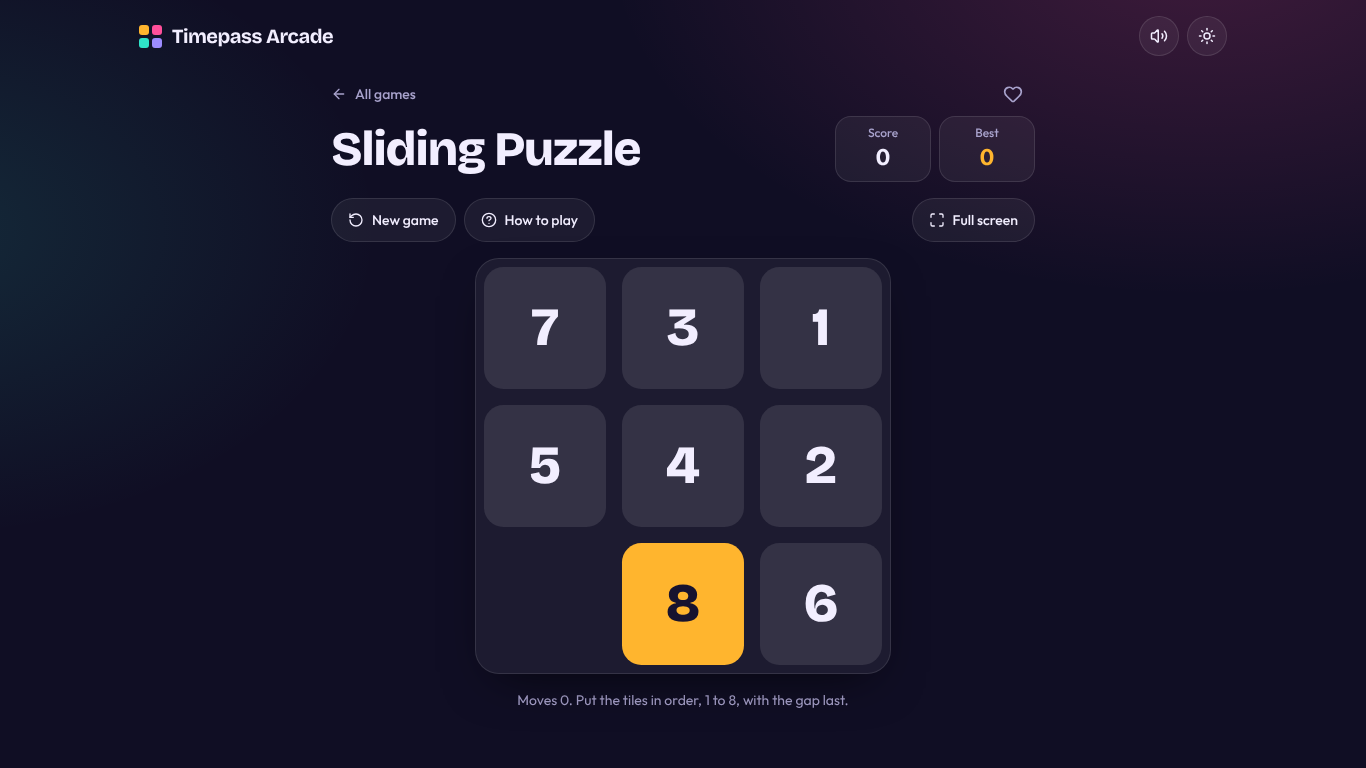 Timepass Arcade
All games
Sliding Puzzle
Score
0
Best
0
New game
How to play
Full screen
7 3 1
5 4 2
8 6
Moves 0. Put the tiles in order, 1 to 8, with the gap last.